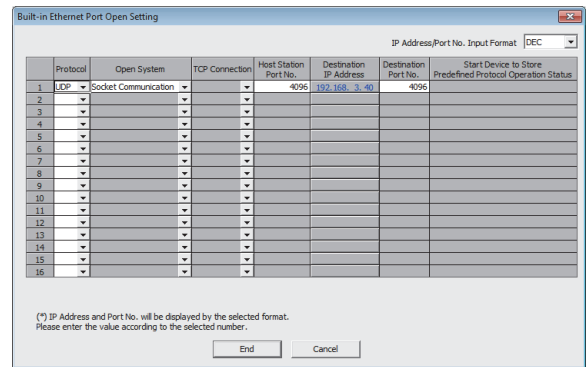 Built-in Ethernet Port Open Setting
IP Address/Port No. Input Format DEC
Protocol Open System TCP Connection Host Station Port No. Destination IP Address Destination Port No. Start Device to Store Predefined Protocol Operation Status
1 UDP Socket Communication 4096 192.168. 3. 40 4096
2
3
4
5
6
7
8
9
10
11
12
13
14
15
16
(*) IP Address and Port No. will be displayed by the selected format.
Please enter the value according to the selected number.
End Cancel